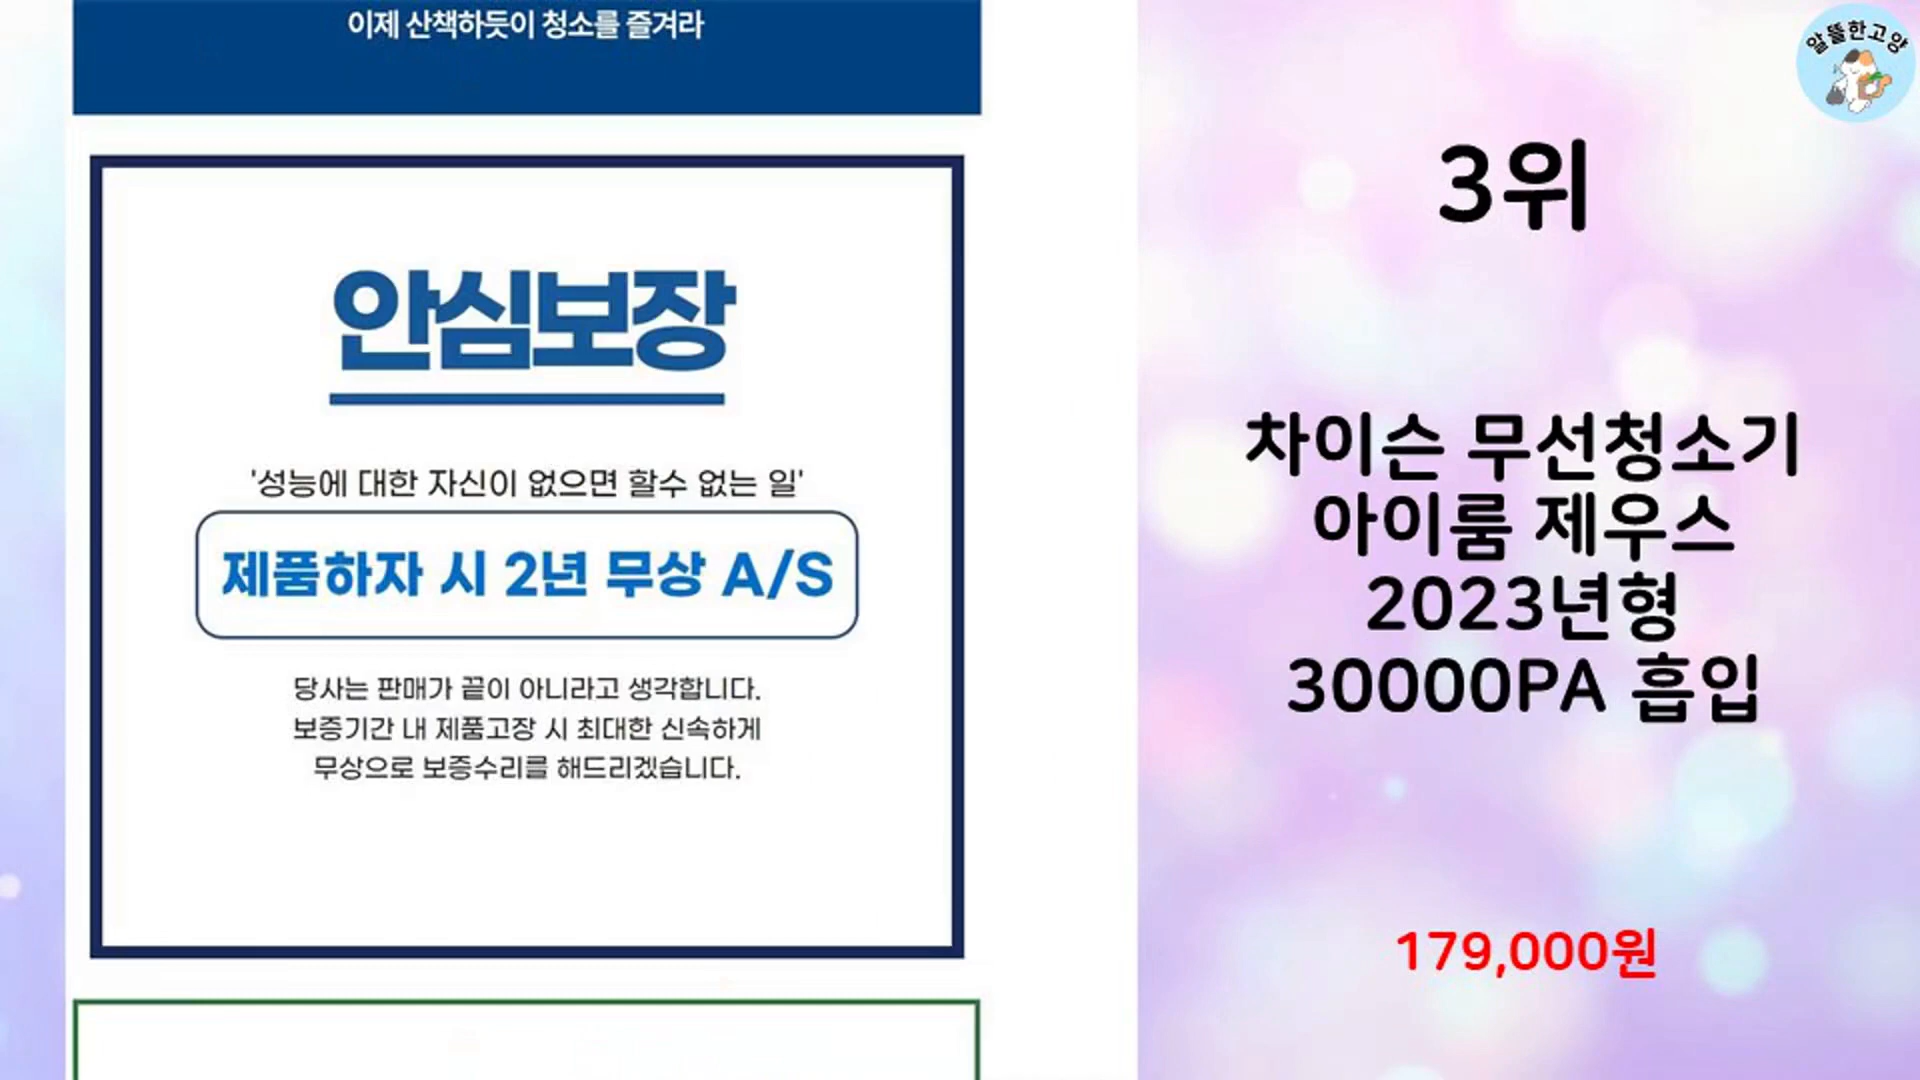 이제 산책하듯이 청소를 즐겨라
안심보장
'성능에 대한 자신이 없으면 할수 없는 일'
제품하자 시 2년 무상 A/S
당사는 판매가 끝이 아니라고 생각합니다.
보증기간 내 제품고장 시 최대한 신속하게
무상으로 보증수리를 해드리겠습니다.
알뜰한고양
3위
차이슨 무선청소기
아이룸 제우스
2023년형
30000PA 흡입
179,000원